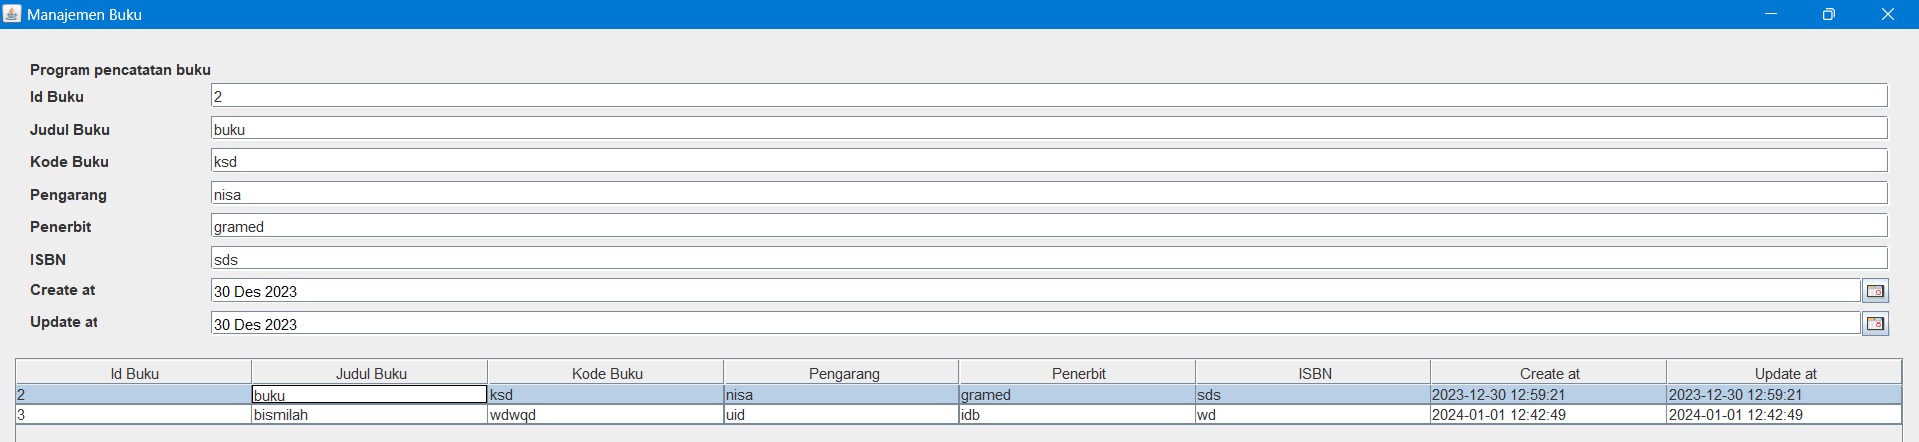 Manajemen Buku
Program pencatatan buku
Id Buku 2
Judul Buku buku
Kode Buku ksd
Pengarang nisa
Penerbit gramed
ISBN sds
Create at 30 Des 2023
Update at 30 Des 2023
Id Buku Judul Buku Kode Buku Pengarang Penerbit ISBN Create at Update at
2 buku ksd nisa gramed sds 2023-12-30 12:59:21 2023-12-30 12:59:21
3 bismilah wdwqd uid idb wd 2024-01-01 12:42:49 2024-01-01 12:42:49